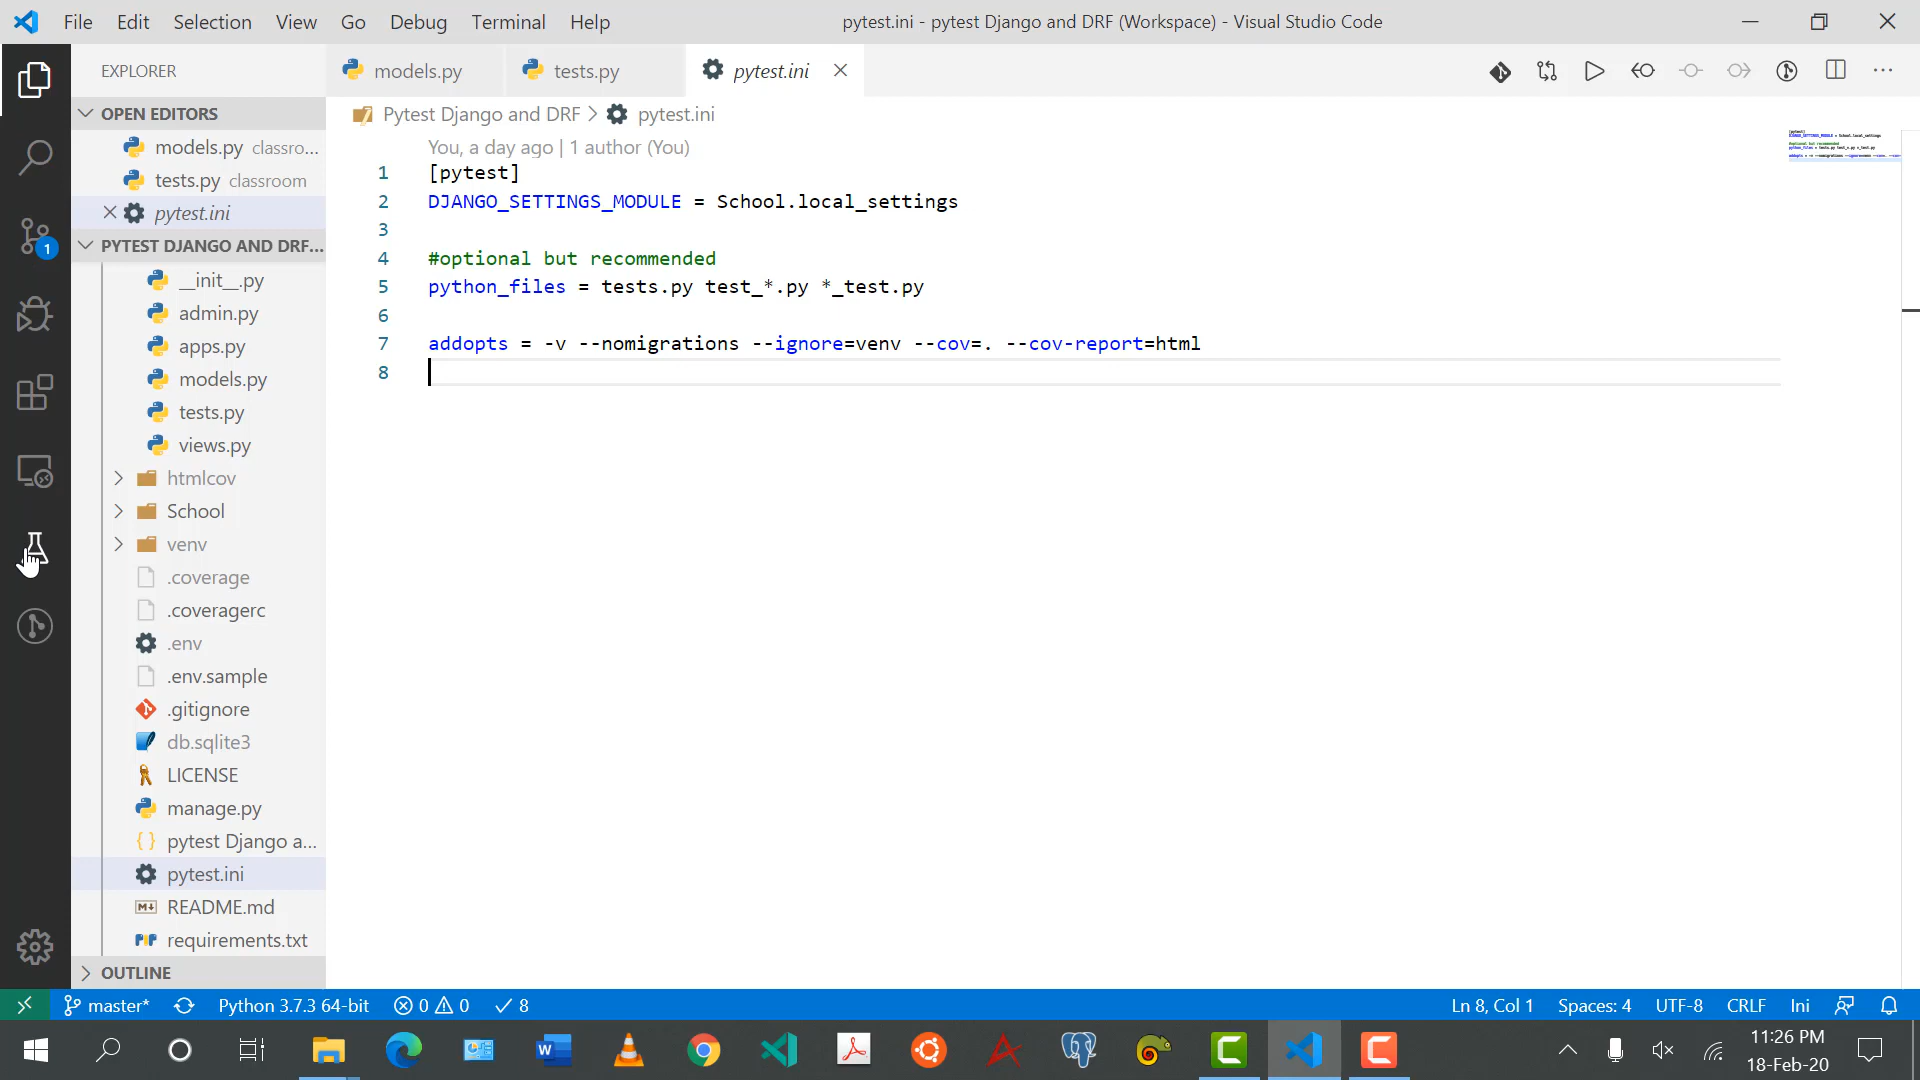 File Edit Selection View Go Debug Terminal Help
pytest.ini - pytest Django and DRF (Workspace) - Visual Studio Code
EXPLORER
models.py
tests.py
pytest.ini
OPEN EDITORS
models.py classro...
tests.py classroom
pytest.ini
PYTEST DJANGO AND DRF...
__init__.py
admin.py
apps.py
models.py
tests.py
views.py
htmlcov
School
venv
.coverage
.coveragerc
.env
.env.sample
.gitignore
db.sqlite3
LICENSE
manage.py
pytest Django a...
pytest.ini
README.md
requirements.txt
OUTLINE
1
Pytest Django and DRF > pytest.ini
You, a day ago | 1 author (You)
1 [pytest]
2 DJANGO_SETTINGS_MODULE = School.local_settings
3
4 #optional but recommended
5 python_files = tests.py test_*.py *_test.py
6
7 addopts = -v --nomigrations --ignore=venv --cov=. --cov-report=html
8
master* Python 3.7.3 64-bit 0 0 8
Ln 8, Col 1 Spaces: 4 UTF-8 CRLF Ini
11:26 PM
18-Feb-20